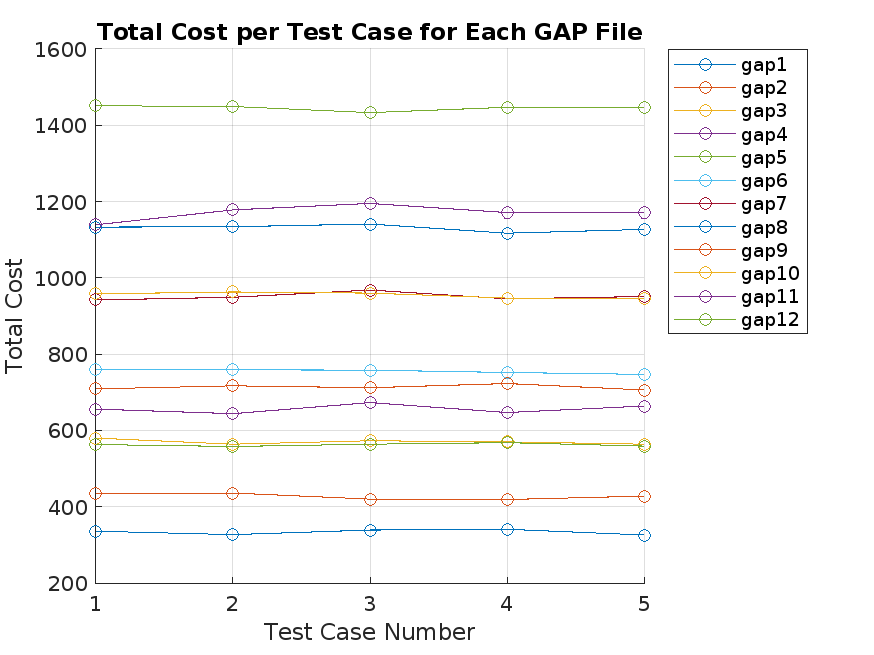 Total Cost per Test Case for Each GAP File
Total Cost
1600
1400
1200
1000
800
600
400
200
1 2 3 4 5
Test Case Number
gap1
gap2
gap3
gap4
gap5
gap6
gap7
gap8
gap9
gap10
gap11
gap12